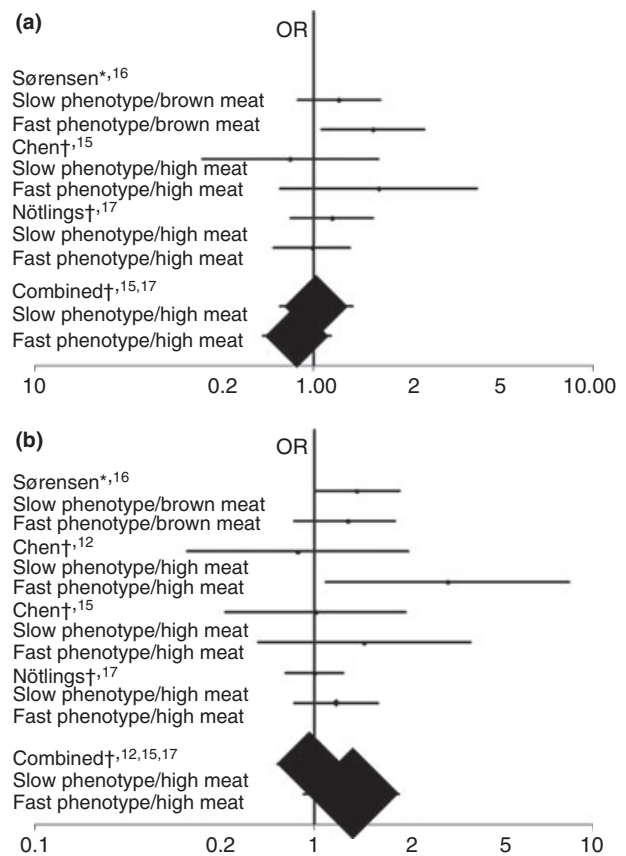 (a)
OR
Sørensen*,16
Slow phenotype/brown meat
Fast phenotype/brown meat
Chen†,15
Slow phenotype/high meat
Fast phenotype/high meat
Nötlings†,17
Slow phenotype/high meat
Fast phenotype/high meat
Combined†,15,17
Slow phenotype/high meat
Fast phenotype/high meat
10 0.2 1.00 2 5 10.00
(b)
OR
Sørensen*,16
Slow phenotype/brown meat
Fast phenotype/brown meat
Chen†,12
Slow phenotype/high meat
Fast phenotype/high meat
Chen†,15
Slow phenotype/high meat
Fast phenotype/high meat
Nötlings†,17
Slow phenotype/high meat
Fast phenotype/high meat
Combined†,12,15,17
Slow phenotype/high meat
Fast phenotype/high meat
0.1 0.2 1 2 5 10